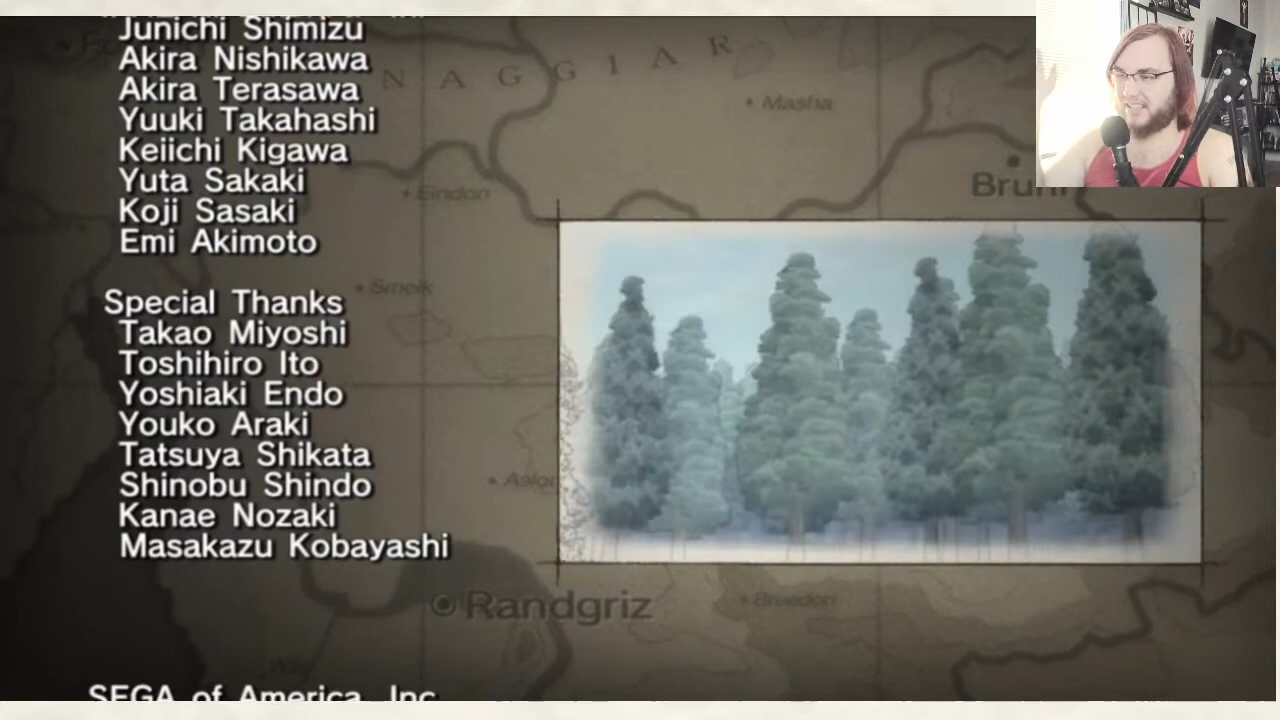 Junichi Shimizu
Akira Nishikawa
Akira Terasawa
Yuuki Takahashi
Keiichi Kigawa
Yuta Sakaki
Koji Sasaki
Emi Akimoto
Special Thanks
Takao Miyoshi
Toshihiro Ito
Yoshiaki Endo
Youko Araki
Tatsuya Shikata
Shinobu Shindo
Kanae Nozaki
Masakazu Kobayashi
SEGA of America, Inc.
NAGGIAR
Masha
Eindon
Smeik
Randgriz